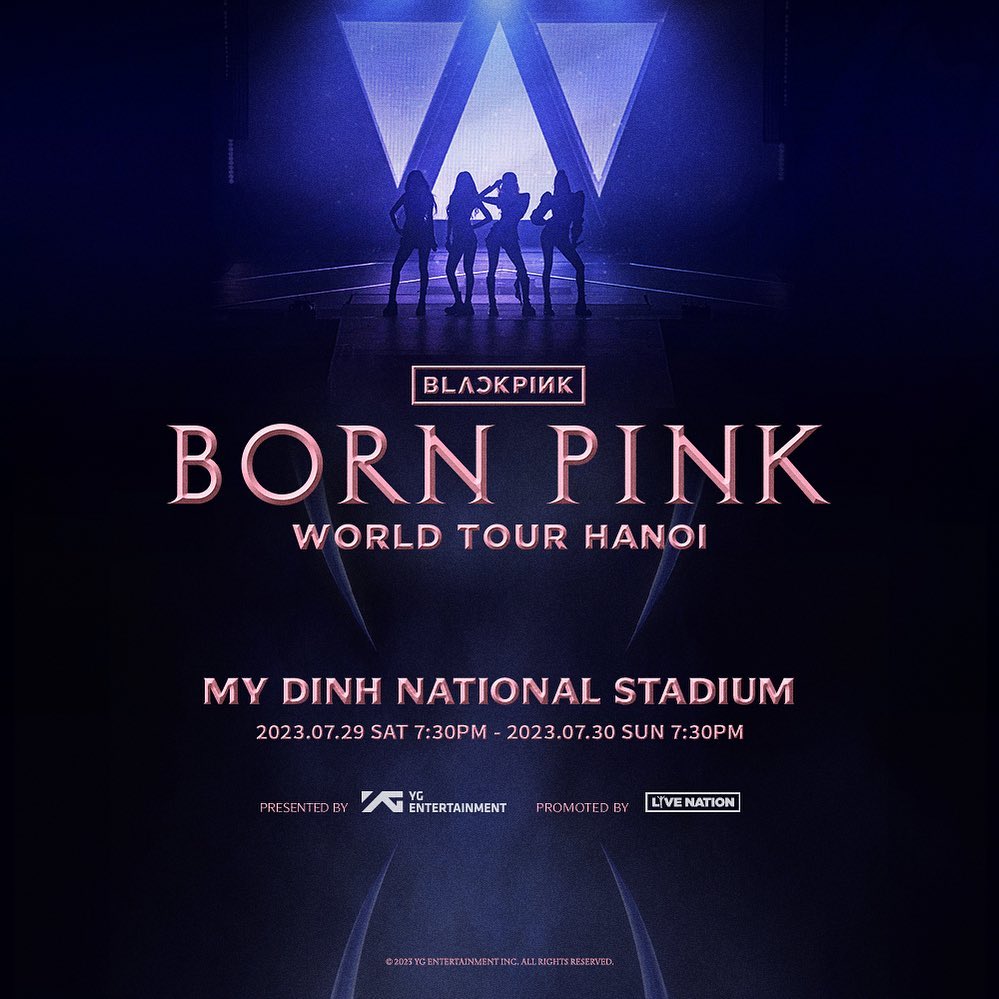 BLACKPINK
BORN PINK
WORLD TOUR HANOI
MY DINH NATIONAL STADIUM
2023.07.29 SAT 7:30PM - 2023.07.30 SUN 7:30PM
PRESENTED BY YG ENTERTAINMENT PROMOTED BY LIVE NATION
© 2023 YG ENTERTAINMENT INC. ALL RIGHTS RESERVED.